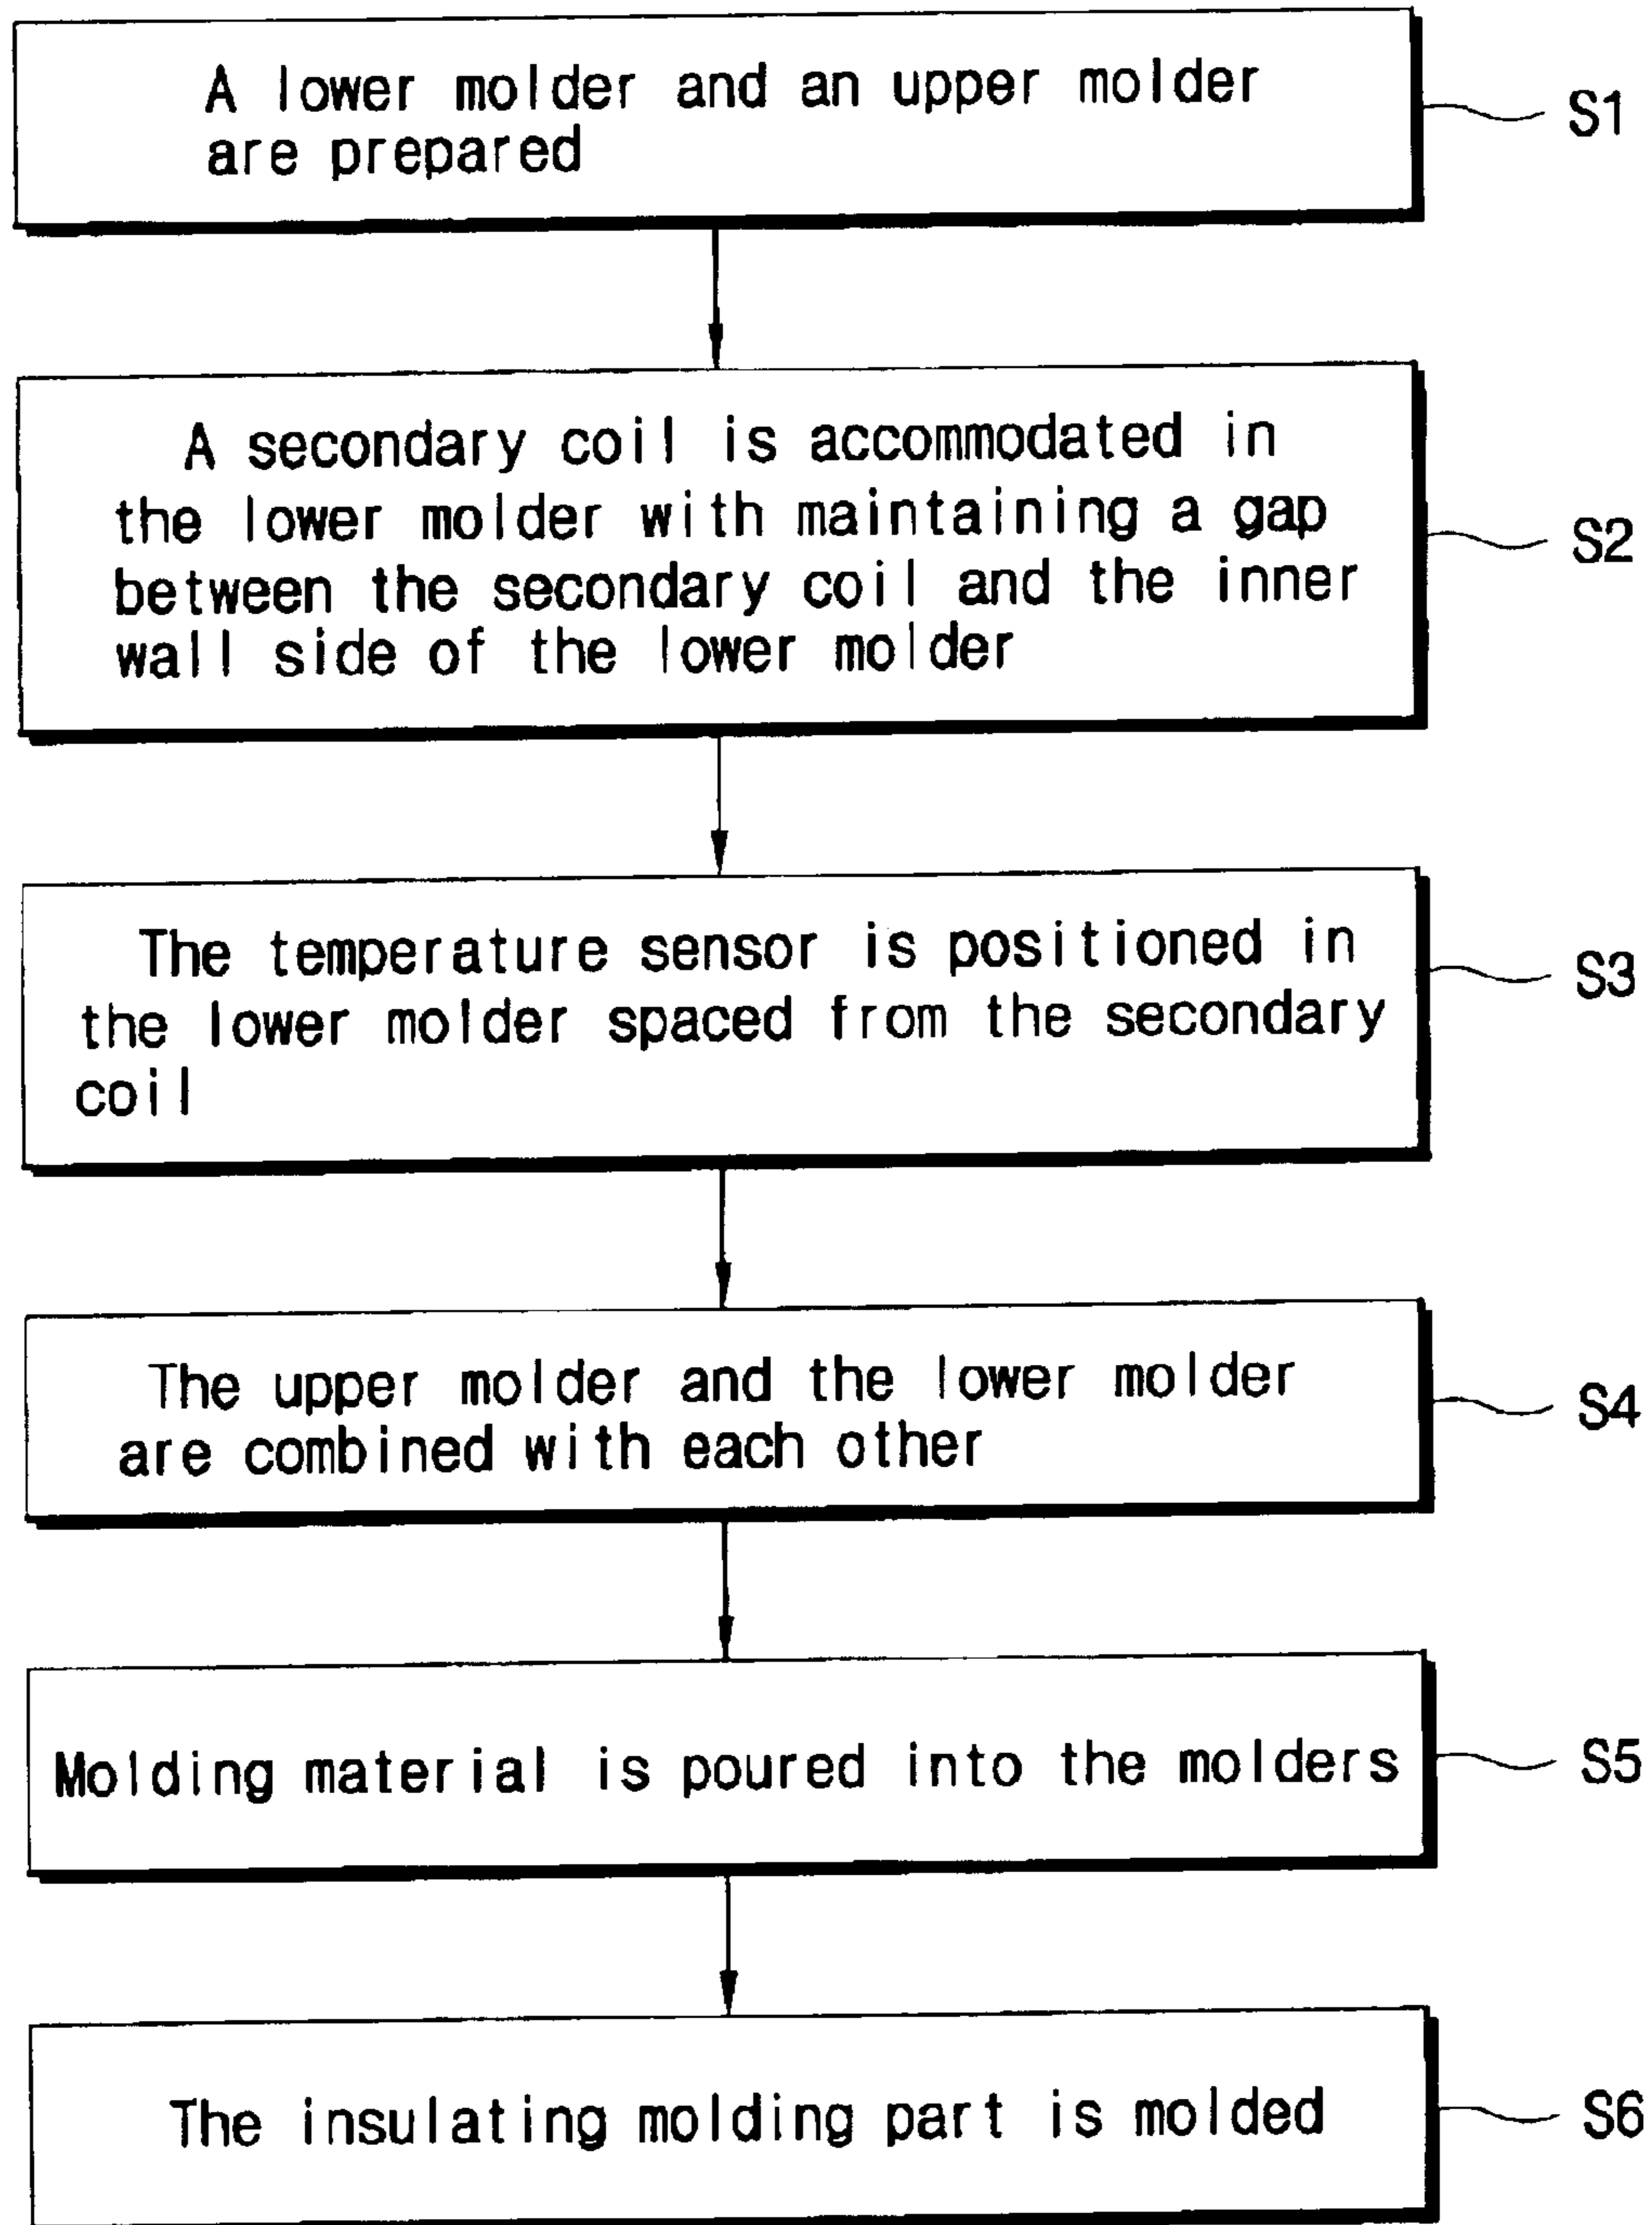 A lower molder and an upper molder
are prepared
S1
A secondary coil is accommodated in
the lower molder with maintaining a gap
between the secondary coil and the inner
wall side of the lower molder
S2
The temperature sensor is positioned in
the lower molder spaced from the secondary
coil
S3
The upper molder and the lower molder
are combined with each other
S4
Molding material is poured into the molders
S5
The insulating molding part is molded
S6